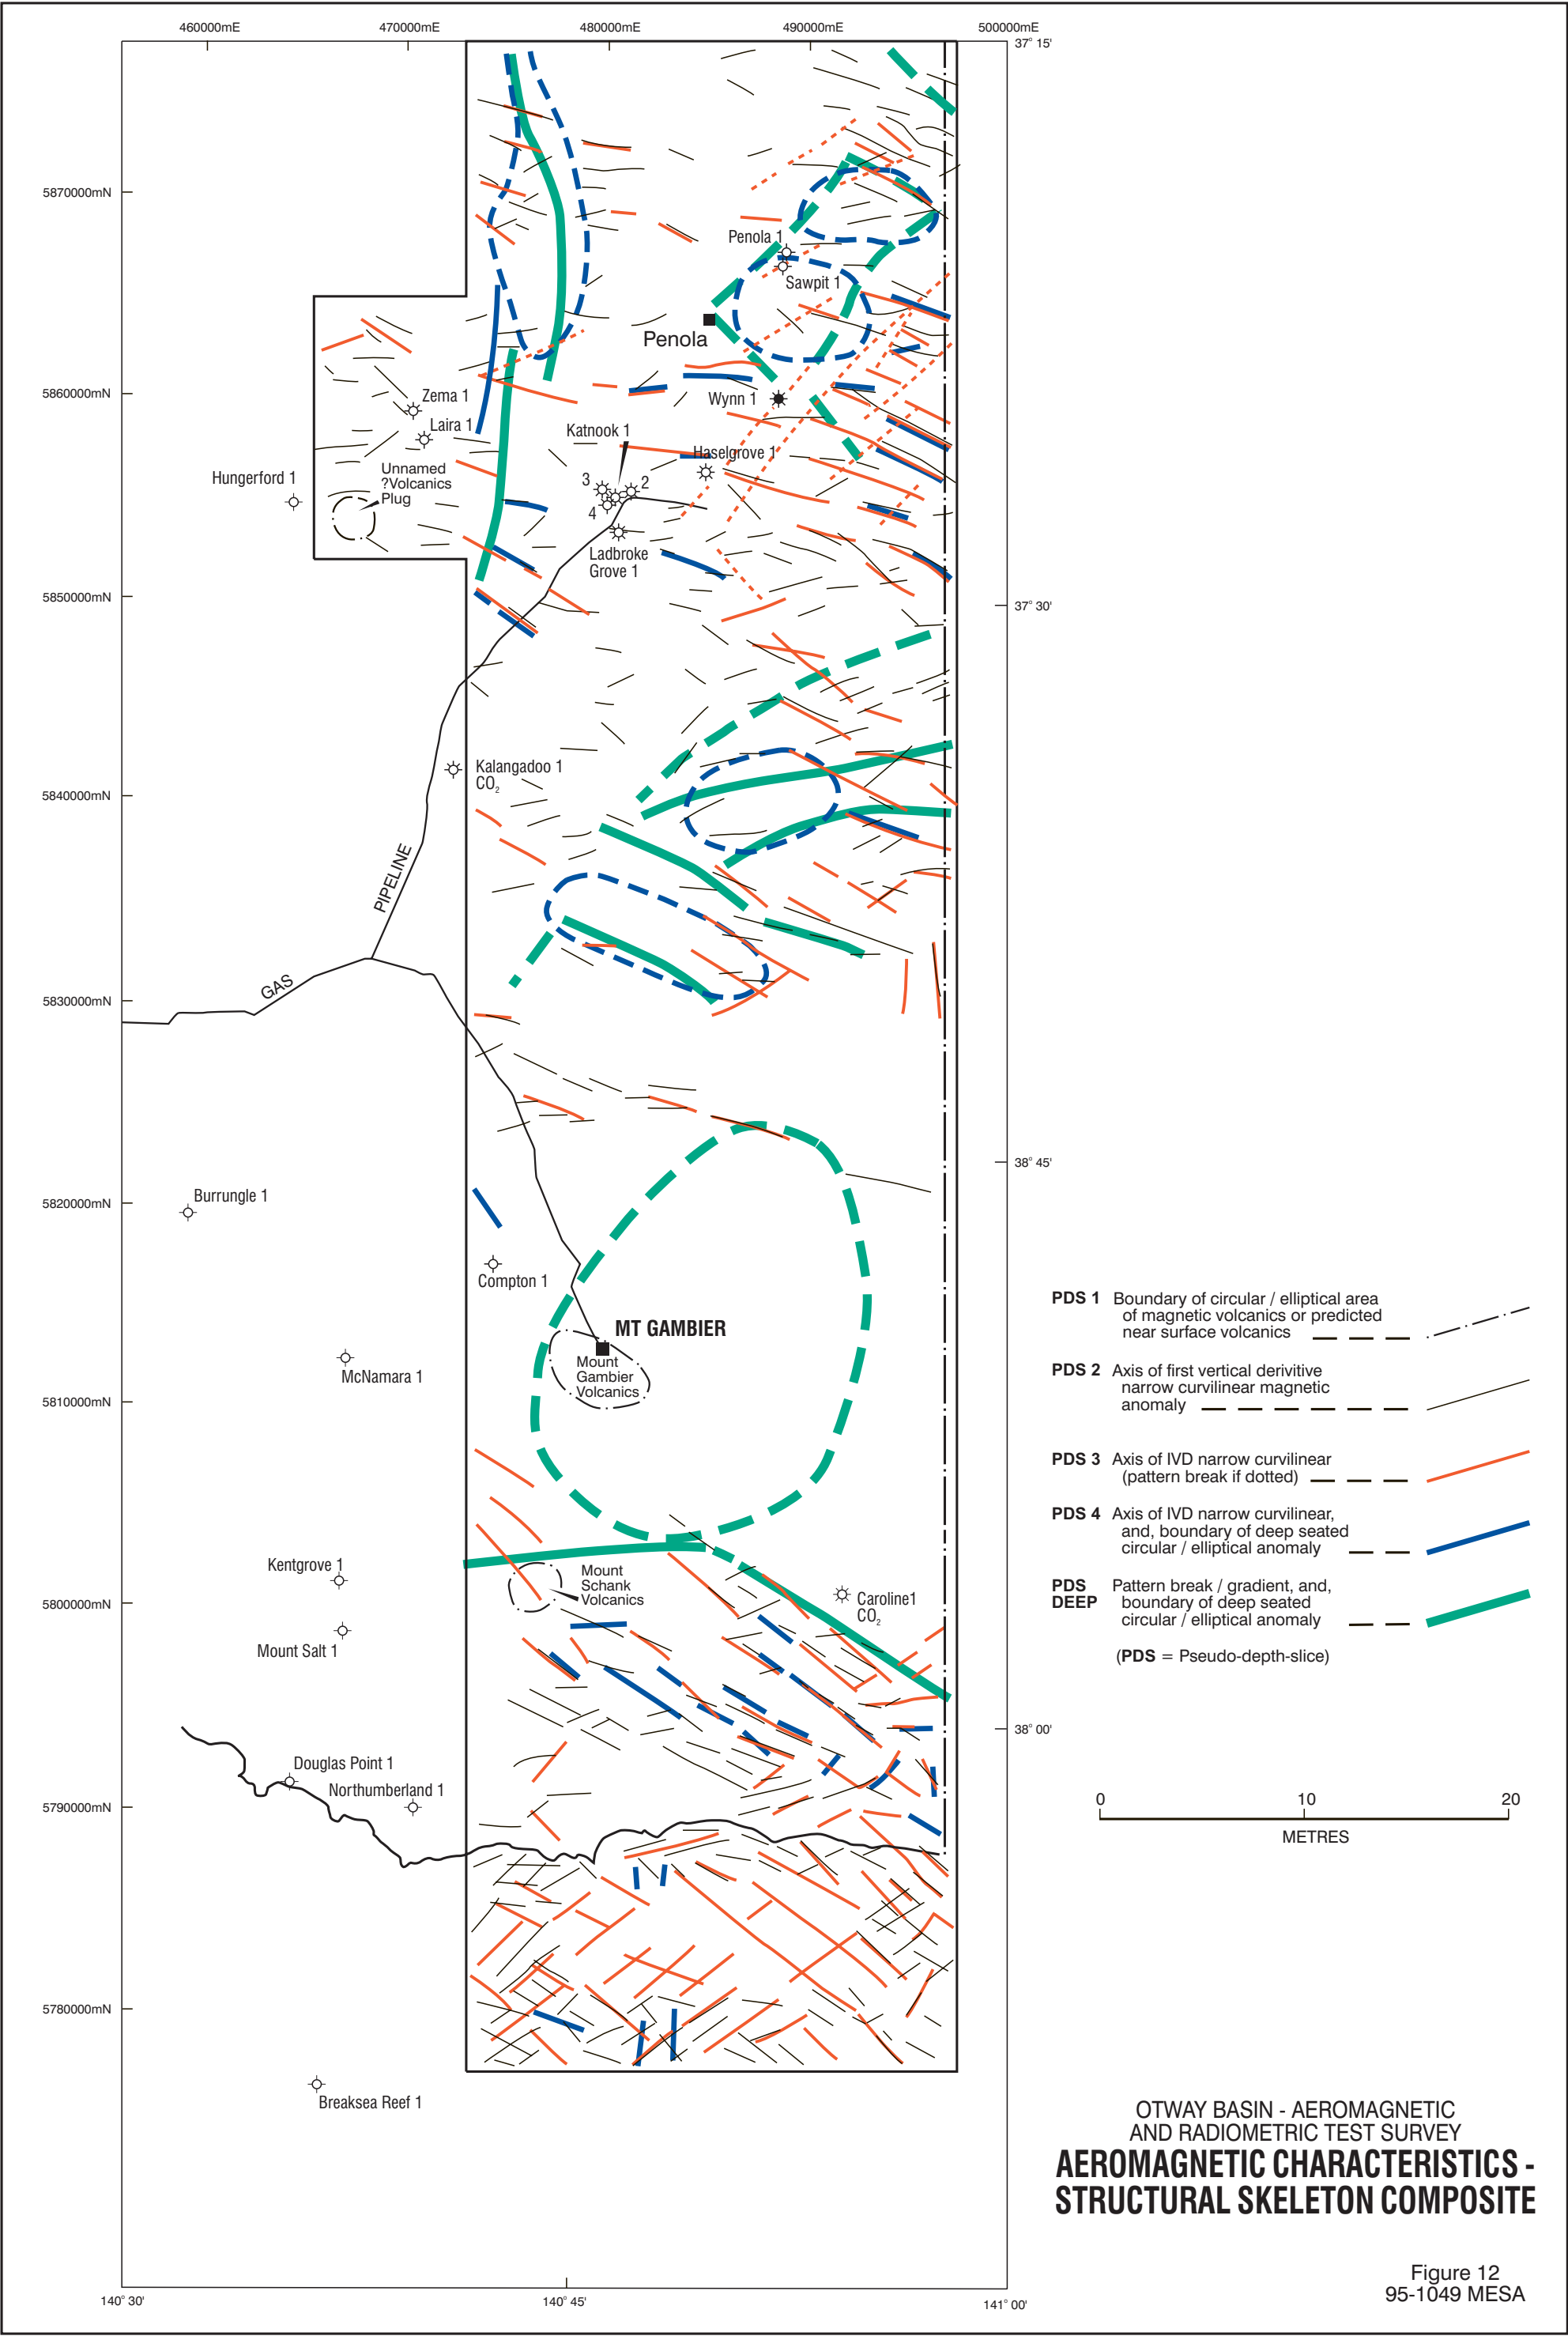 460000mE
470000mE
480000mE
490000mE
500000mE
37° 15'
5870000mN
Penola 1
Sawpit 1
Penola
5860000mN
Zema 1
Wynn 1
Laira 1
Katnook 1
Haselgrove 1
Unnamed
?Volcanics
Plug
Hungerford 1
3
2
4
Ladbroke
Grove 1
5850000mN
37° 30'
Kalangadoo 1
CO2
5840000mN
PIPELINE
GAS
5830000mN
38° 45'
Burrungle 1
5820000mN
Compton 1
MT GAMBIER
Mount
Gambier
Volcanics
McNamara 1
5810000mN
Kentgrove 1
Mount
Schank
Volcanics
Caroline1
CO2
5800000mN
Mount Salt 1
38° 00'
Douglas Point 1
Northumberland 1
5790000mN
5780000mN
Breaksea Reef 1
140° 30'
140° 45'
141° 00'
PDS 1 Boundary of circular / elliptical area
of magnetic volcanics or predicted
near surface volcanics
PDS 2 Axis of first vertical derivitive
narrow curvilinear magnetic
anomaly
PDS 3 Axis of IVD narrow curvilinear
(pattern break if dotted)
PDS 4 Axis of IVD narrow curvilinear,
and, boundary of deep seated
circular / elliptical anomaly
PDS Pattern break / gradient, and,
DEEP boundary of deep seated
circular / elliptical anomaly
(PDS = Pseudo-depth-slice)
0 10 20
METRES
OTWAY BASIN - AEROMAGNETIC
AND RADIOMETRIC TEST SURVEY
AEROMAGNETIC CHARACTERISTICS -
STRUCTURAL SKELETON COMPOSITE
Figure 12
95-1049 MESA